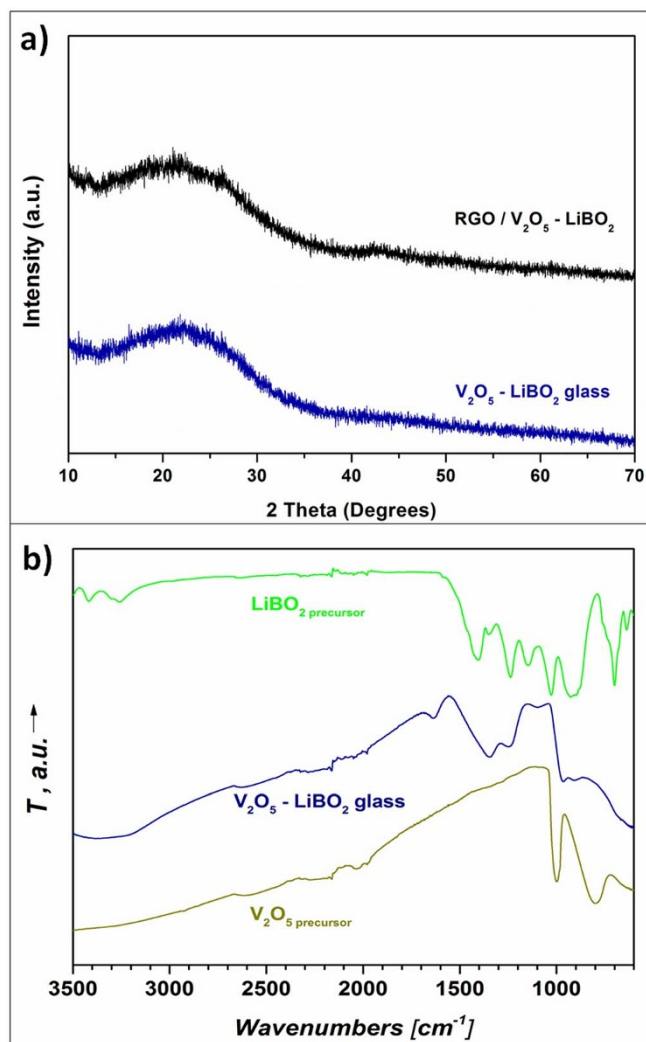 a)
Intensity (a.u.)
RGO / V₂O₅ - LiBO₂
V₂O₅ - LiBO₂ glass
10 20 30 40 50 60 70
2 Theta (Degrees)
b)
T, a.u. →
LiBO₂ precursor
V₂O₅ - LiBO₂ glass
V₂O₅ precursor
3500 3000 2500 2000 1500 1000
Wavenumbers [cm⁻¹]